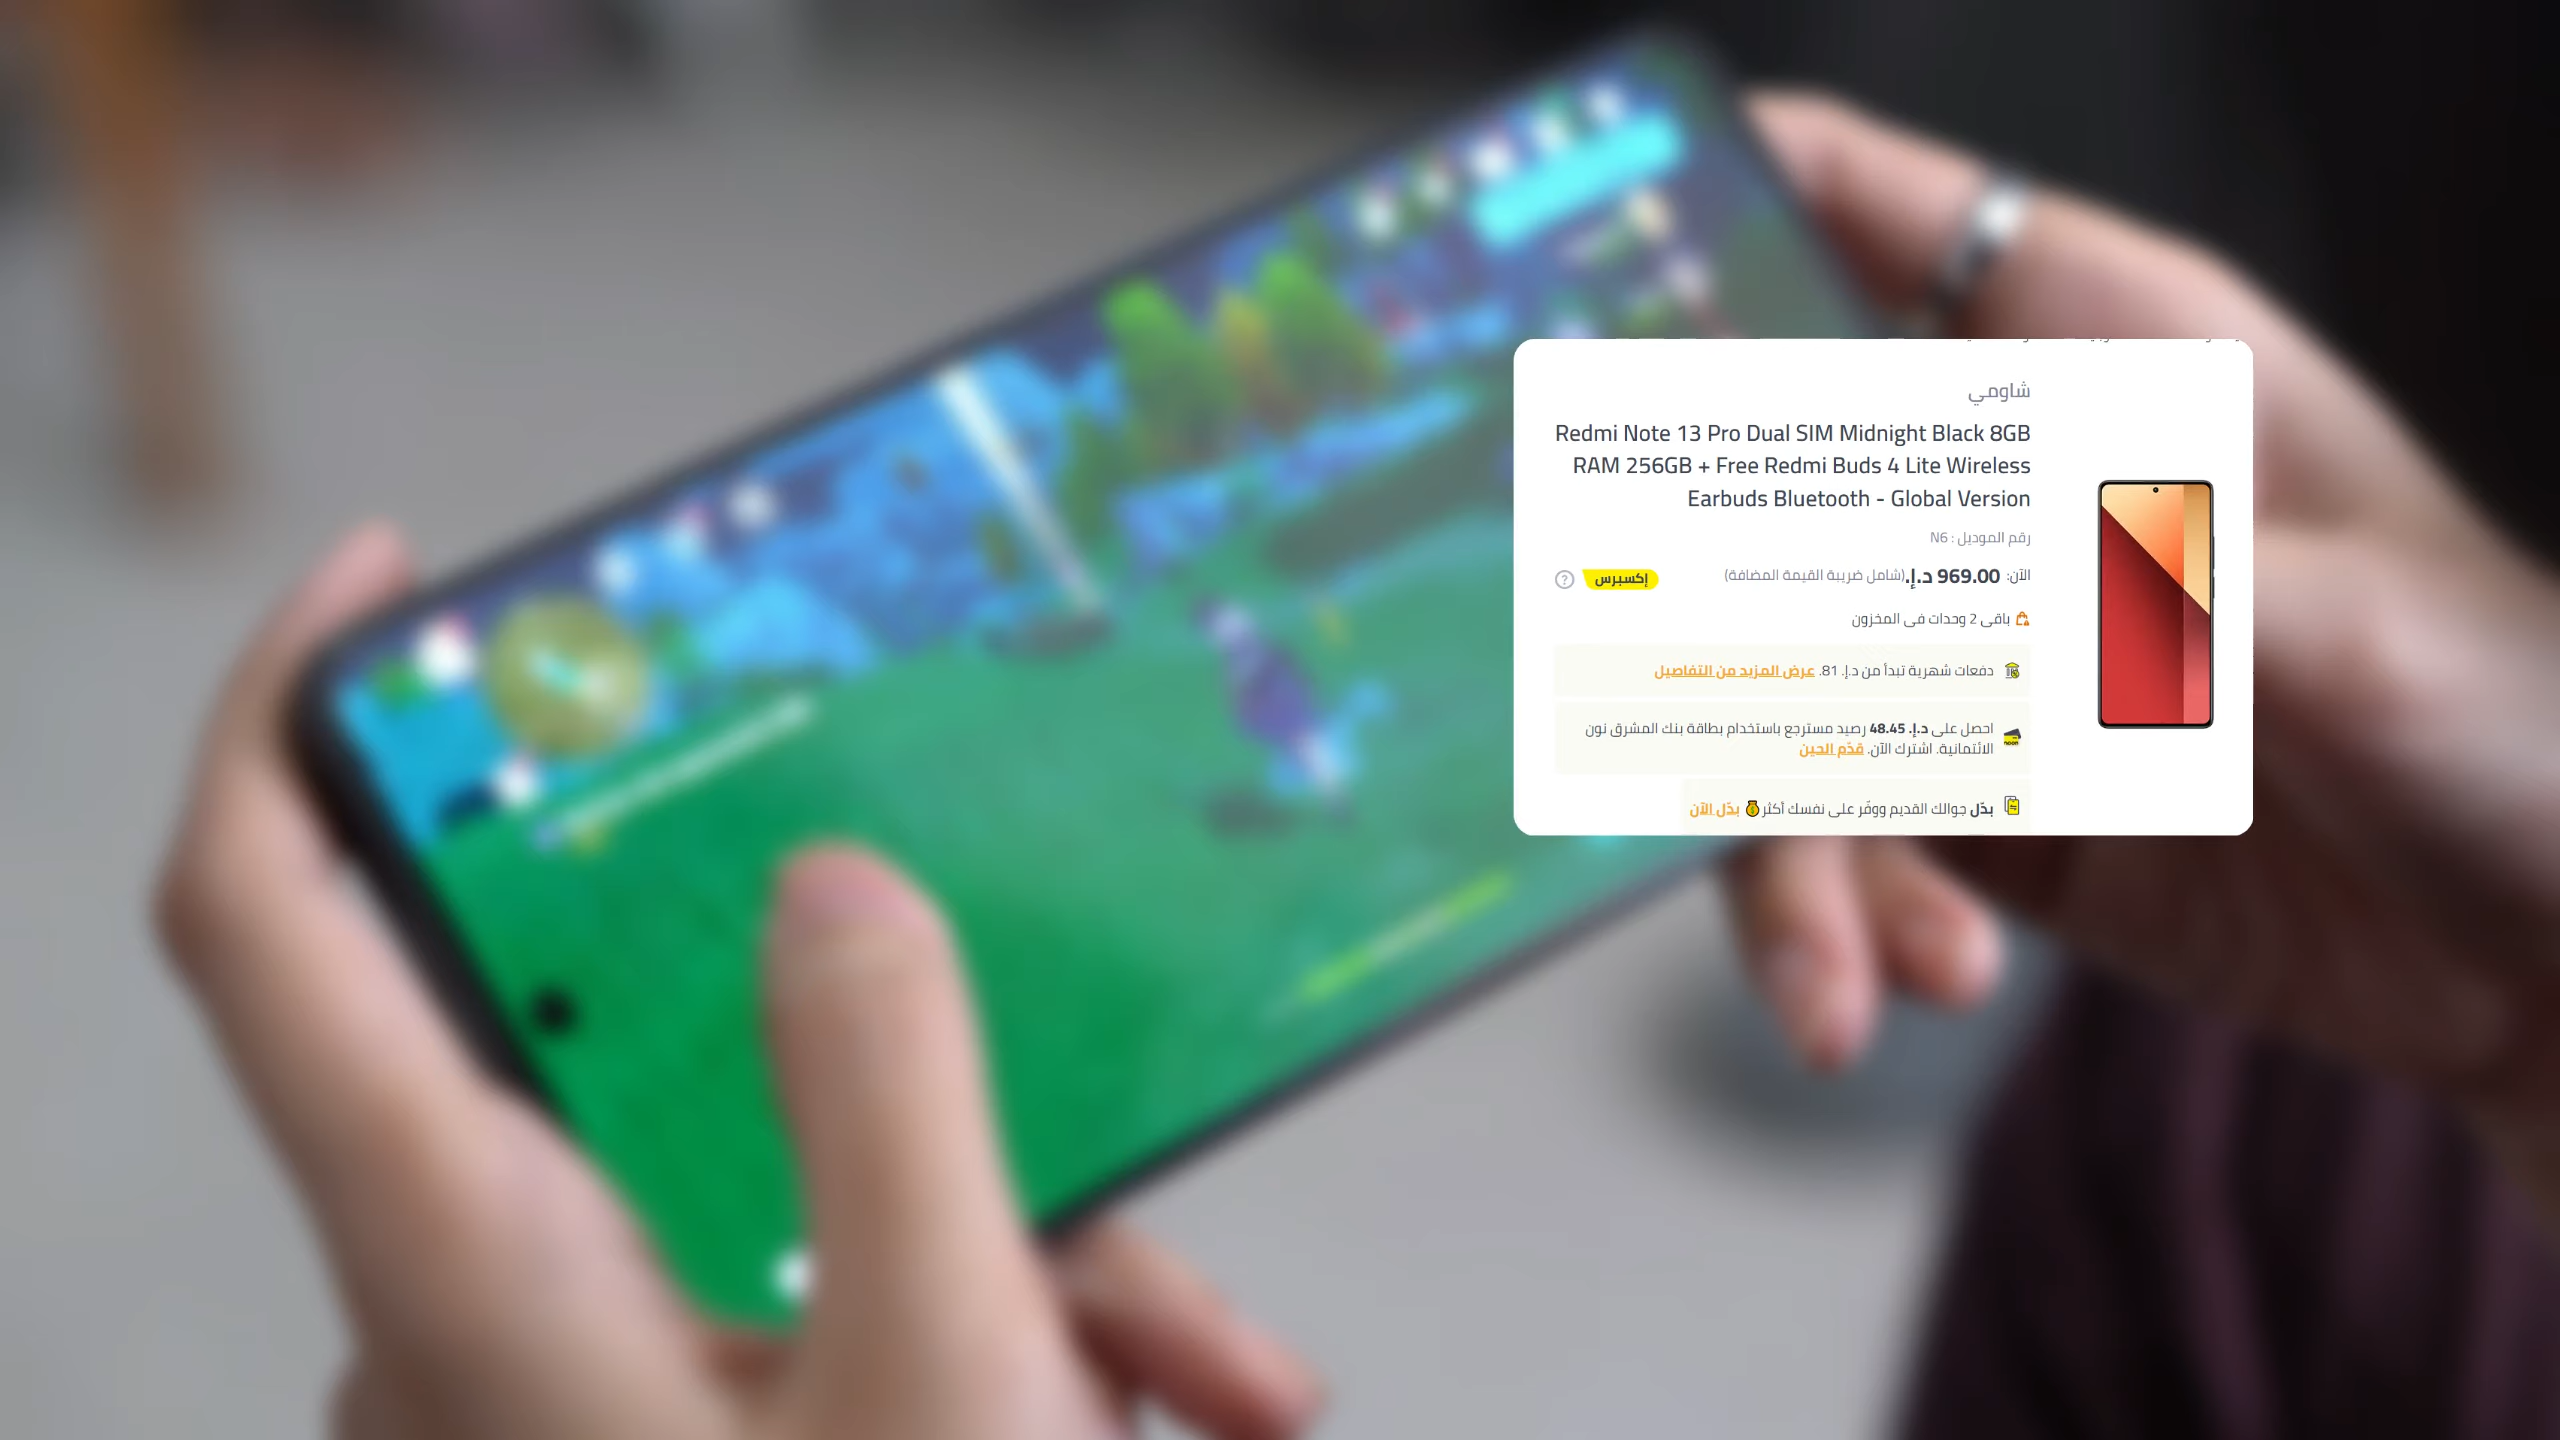 شاومي
Redmi Note 13 Pro Dual SIM Midnight Black 8GB
RAM 256GB + Free Redmi Buds 4 Lite Wireless
Earbuds Bluetooth - Global Version
رقم الموديل : N6
الآن: 969.00 د.إ.(شامل ضريبة القيمة المضافة) إكسبرس ?
باقي 2 وحدات في المخزون
دفعات شهرية تبدأ من د.إ. 81. عرض المزيد من التفاصيل
احصل على د.إ. 48.45 رصيد مسترجع باستخدام بطاقة بنك المشرق نون
الائتمانية. اشترك الآن. قدّم الحين
بدّل جوالك القديم ووفّر على نفسك أكثر بدّل الآن